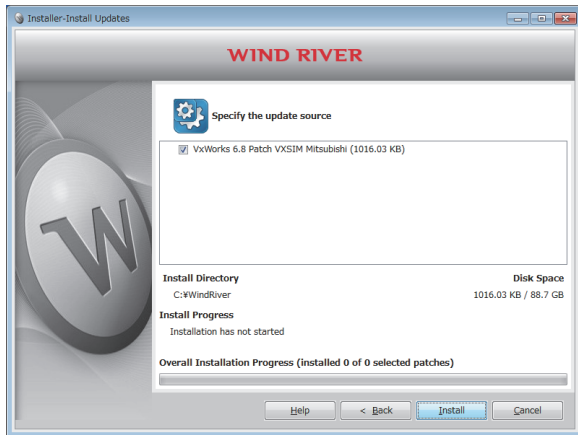 Installer-Install Updates
WIND RIVER
Specify the update source
VxWorks 6.8 Patch VXSIM Mitsubishi (1016.03 KB)
W
Install Directory Disk Space
C:¥WindRiver 1016.03 KB / 88.7 GB
Install Progress
Installation has not started
Overall Installation Progress (installed 0 of 0 selected patches)
Help < Back Install Cancel